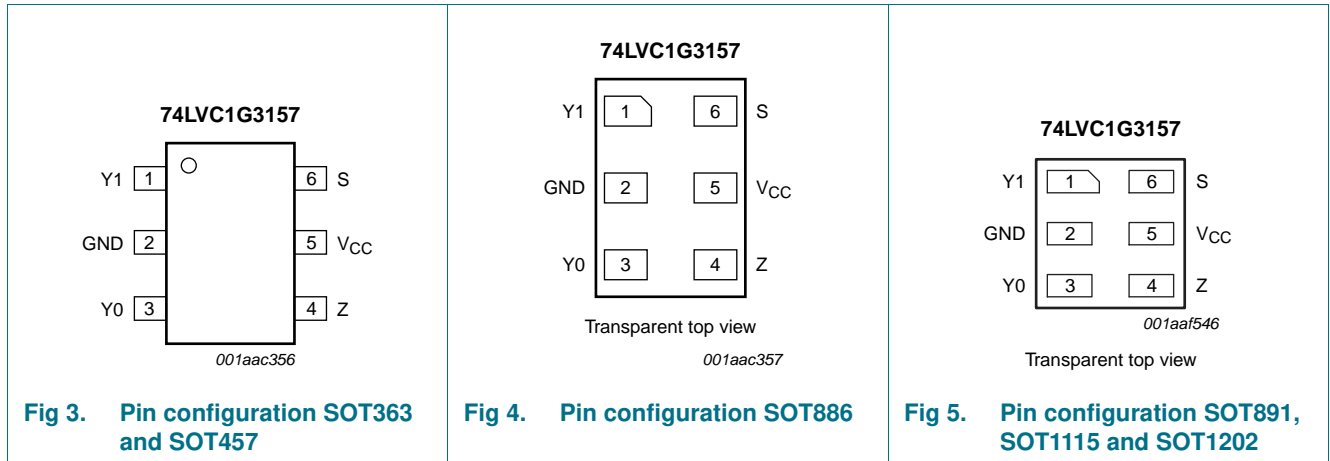 74LVC1G3157
Y1 1 6 S
GND 2 5 VCC
Y0 3 4 Z
001aac356
Fig 3. Pin configuration SOT363
and SOT457
74LVC1G3157
Y1 1 6 S
GND 2 5 VCC
Y0 3 4 Z
Transparent top view
001aac357
Fig 4. Pin configuration SOT886
74LVC1G3157
Y1 1 6 S
GND 2 5 VCC
Y0 3 4 Z
001aaf546
Transparent top view
Fig 5. Pin configuration SOT891,
SOT1115 and SOT1202